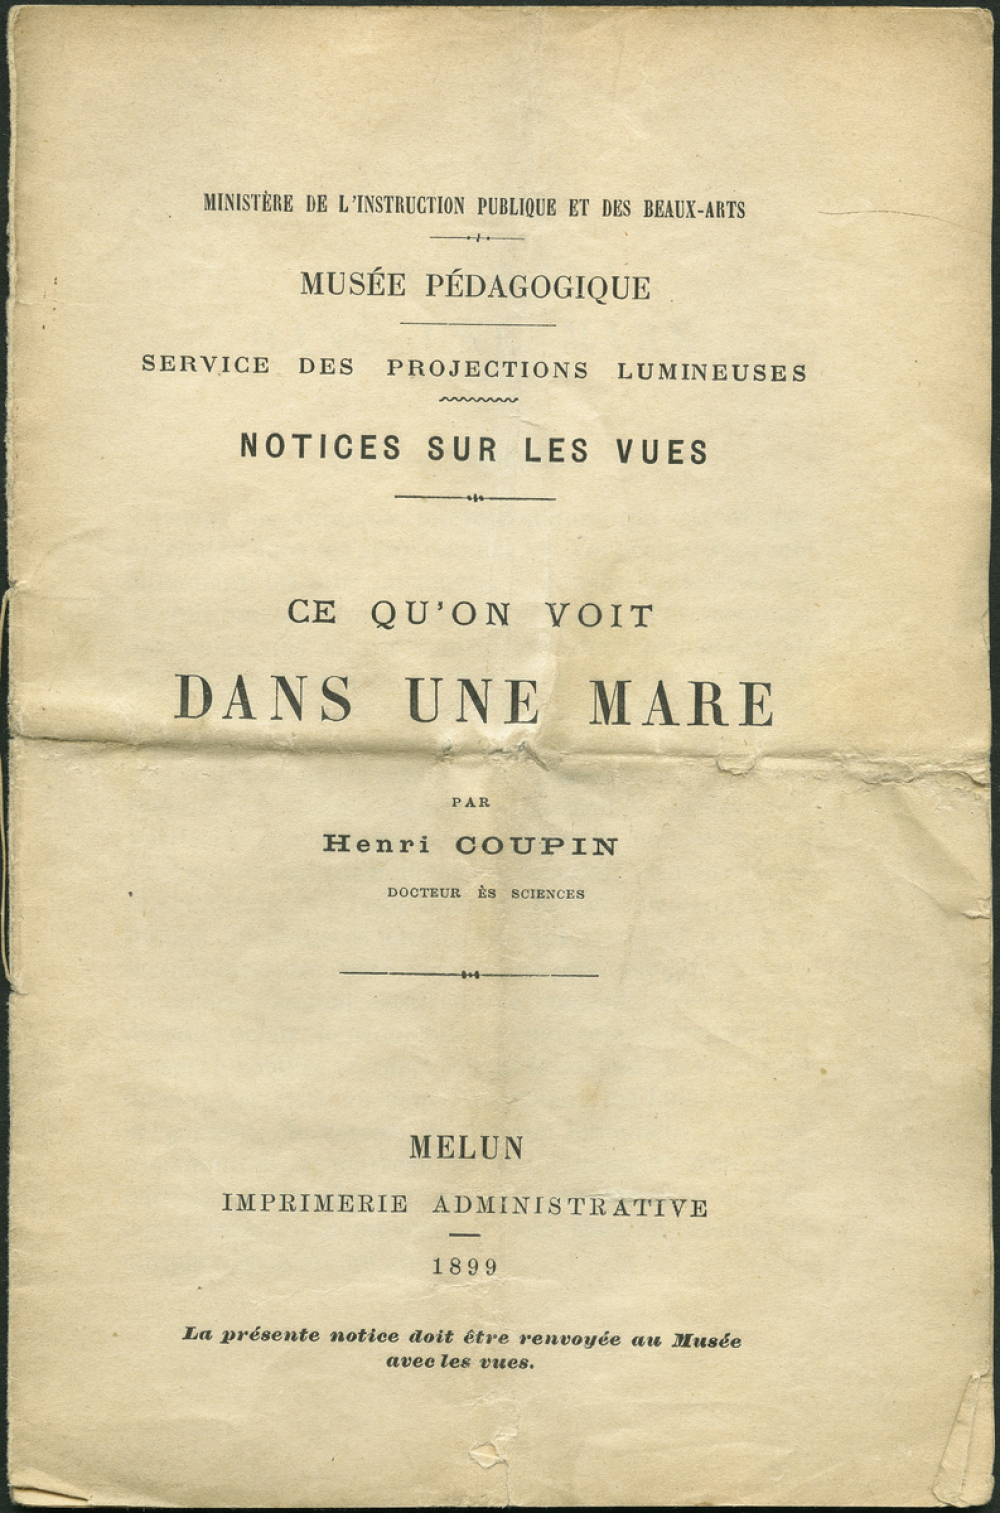 MINISTÈRE DE L'INSTRUCTION PUBLIQUE ET DES BEAUX-ARTS
MUSÉE PÉDAGOGIQUE
SERVICE DES PROJECTIONS LUMINEUSES
NOTICES SUR LES VUES
CE QU'ON VOIT
DANS UNE MARE
PAR
Henri COUPIN
DOCTEUR ÈS SCIENCES
MELUN
IMPRIMERIE ADMINISTRATIVE
1899
La présente notice doit être renvoyée au Musée
avec les vues.